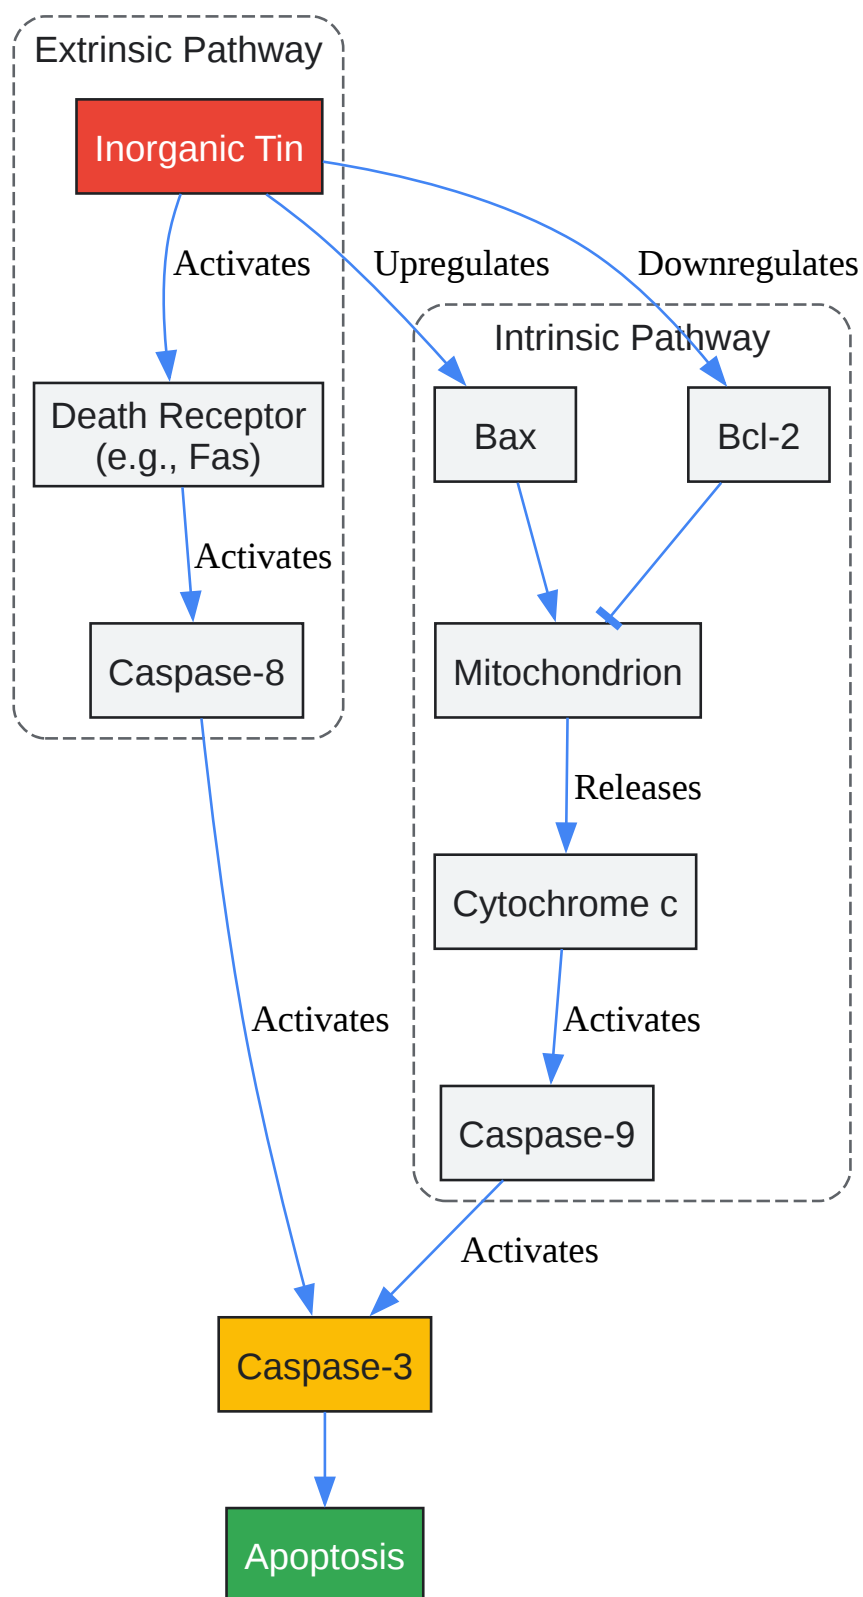 Extrinsic Pathway
Inorganic Tin
Activates
Upregulates
Downregulates
Intrinsic Pathway
Death Receptor
(e.g., Fas)
Bax
Bcl-2
Activates
Caspase-8
Mitochondrion
Releases
Cytochrome c
Activates
Activates
Caspase-9
Activates
Caspase-3
Apoptosis